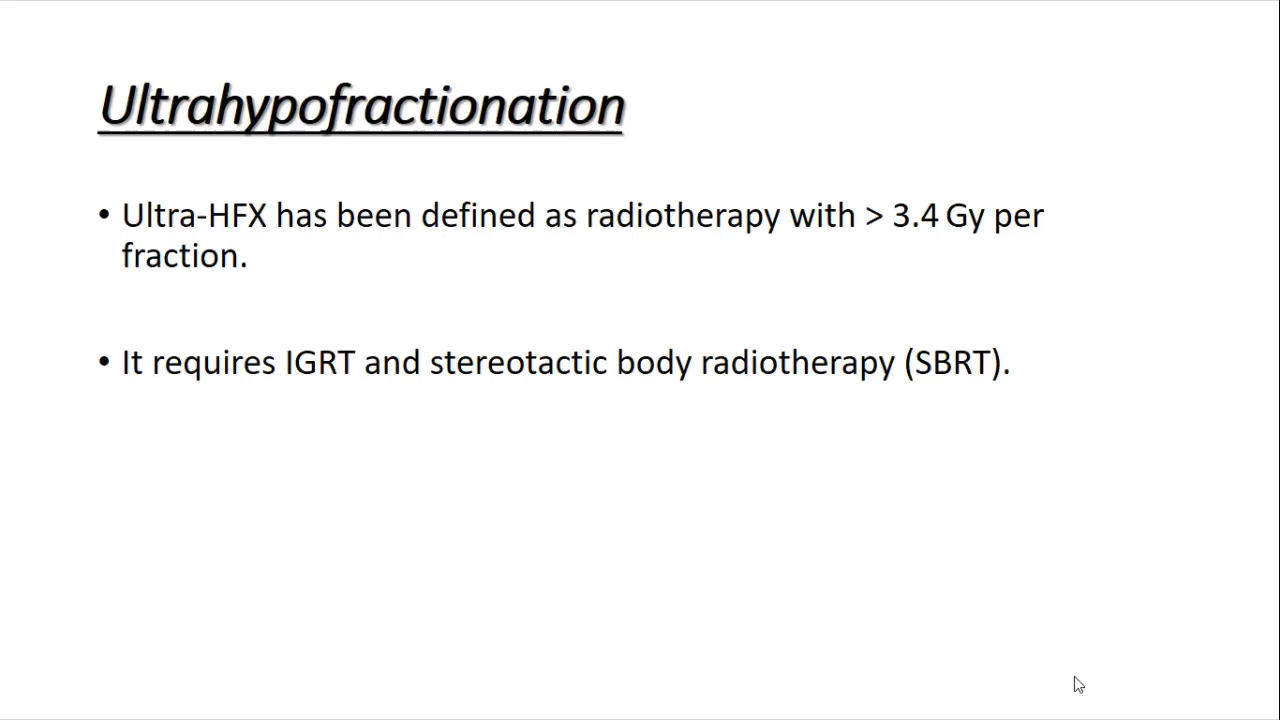 Ultrahypofractionation
• Ultra-HFX has been defined as radiotherapy with > 3.4 Gy per
fraction.
• It requires IGRT and stereotactic body radiotherapy (SBRT).